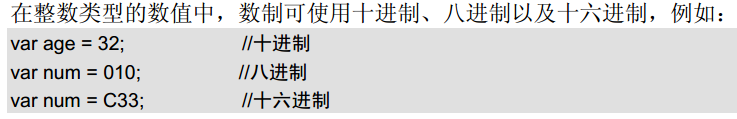 在整数类型的数值中，数制可使用十进制、八进制以及十六进制，例如：
var age = 32; //十进制
var num = 010; //八进制
var num = C33; //十六进制